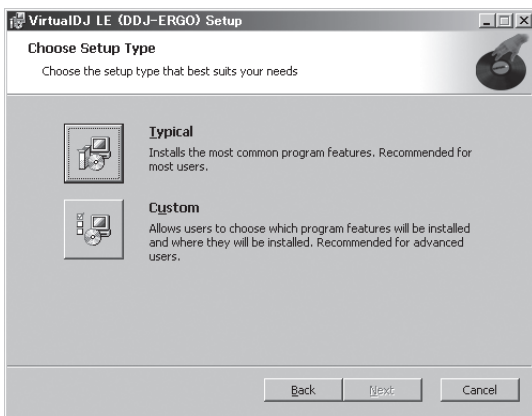 VirtualDJ LE (DDJ-ERGO) Setup
Choose Setup Type
Choose the setup type that best suits your needs
Typical
Installs the most common program features. Recommended for
most users.
Custom
Allows users to choose which program features will be installed
and where they will be installed. Recommended for advanced
users.
Back
Next
Cancel